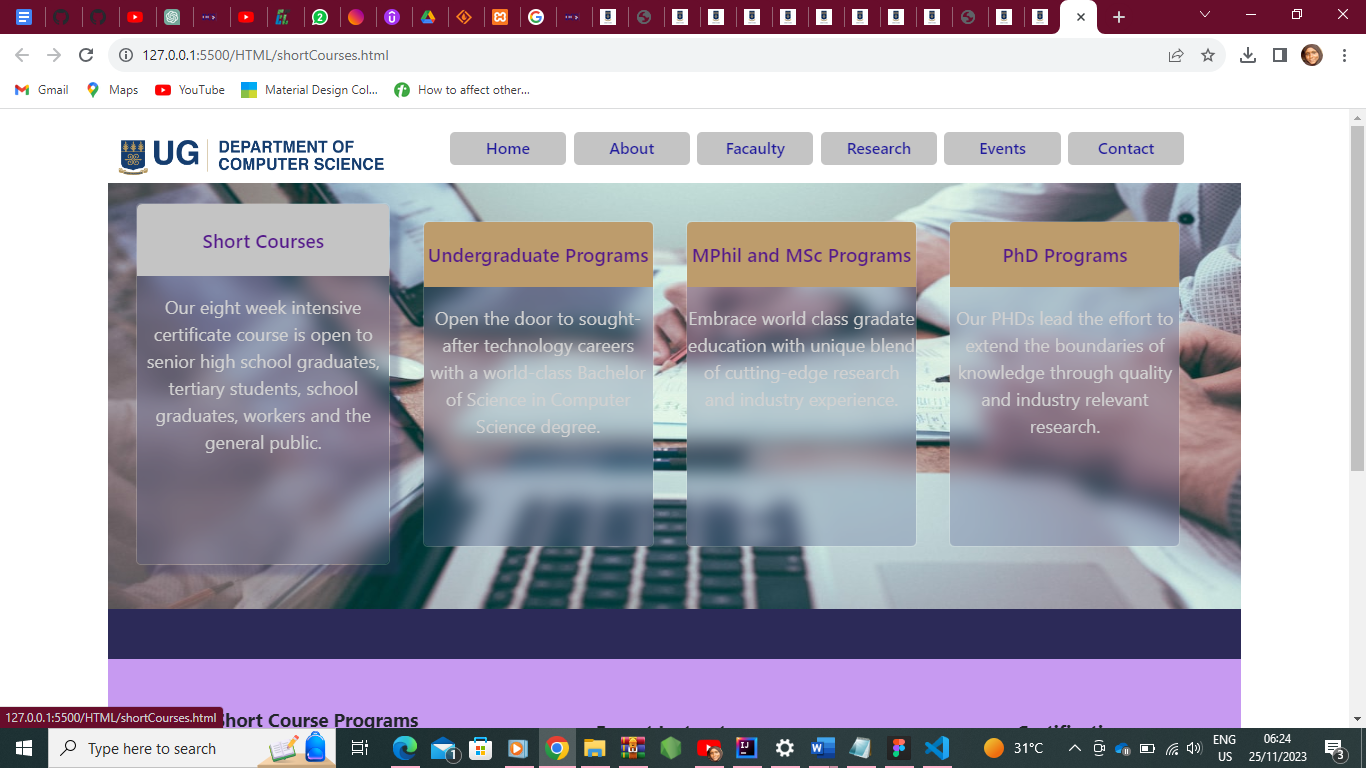 127.0.0.1:5500/HTML/shortCourses.html
Gmail
Maps
YouTube
Material Design Col...
How to affect other...
UG
DEPARTMENT OF
COMPUTER SCIENCE
Home
About
Facaulty
Research
Events
Contact
Short Courses
Our eight week intensive
certificate course is open to
senior high school graduates,
tertiary students, school
graduates, workers and the
general public.
Undergraduate Programs
Open the door to sought-
after technology careers
with a world-class Bachelor
of Science in Computer
Science degree.
MPhil and MSc Programs
Embrace world class gradate
education with unique blend
of cutting-edge research
and industry experience.
PhD Programs
Our PHDs lead the effort to
extend the boundaries of
knowledge through quality
and industry relevant
research.
Short Course Programs
127.0.0.1:5500/HTML/shortCourses.html
Type here to search
1
31°C
ENG
US
06:24
25/11/2023
3